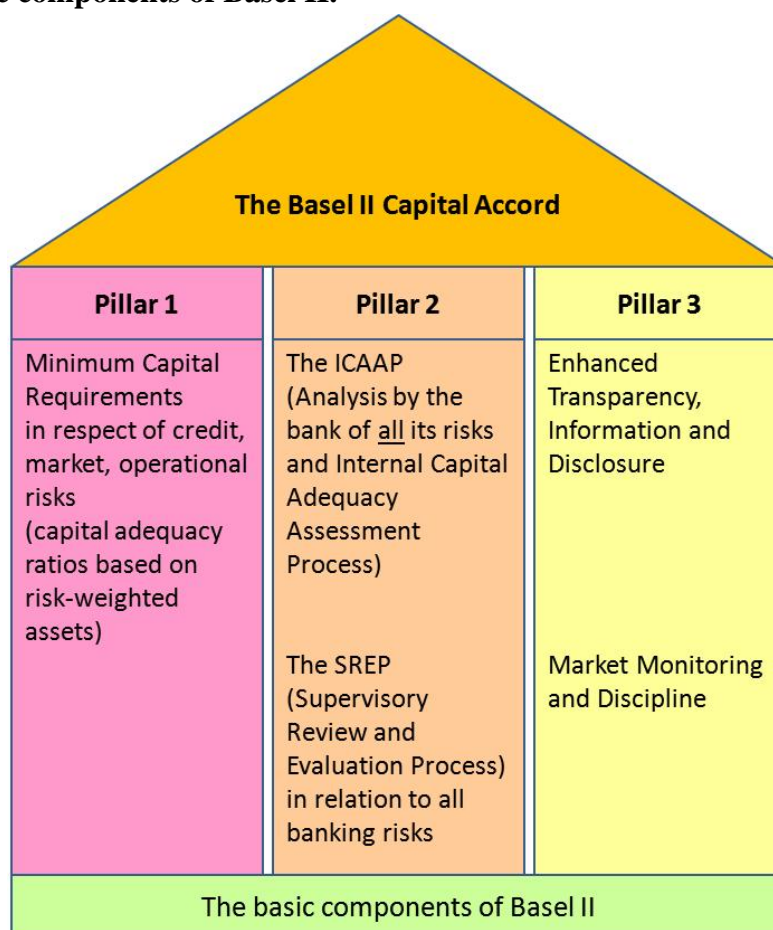 components of Basel II.
The Basel II Capital Accord
Pillar 1
Minimum Capital
Requirements
in respect of credit,
market, operational
risks
(capital adequacy
ratios based on
risk-weighted
assets)
Pillar 2
The ICAAP
(Analysis by the
bank of all its risks
and Internal Capital
Adequacy
Assessment
Process)
The SREP
(Supervisory
Review and
Evaluation Process)
in relation to all
banking risks
Pillar 3
Enhanced
Transparency,
Information and
Disclosure
Market Monitoring
and Discipline
The basic components of Basel II